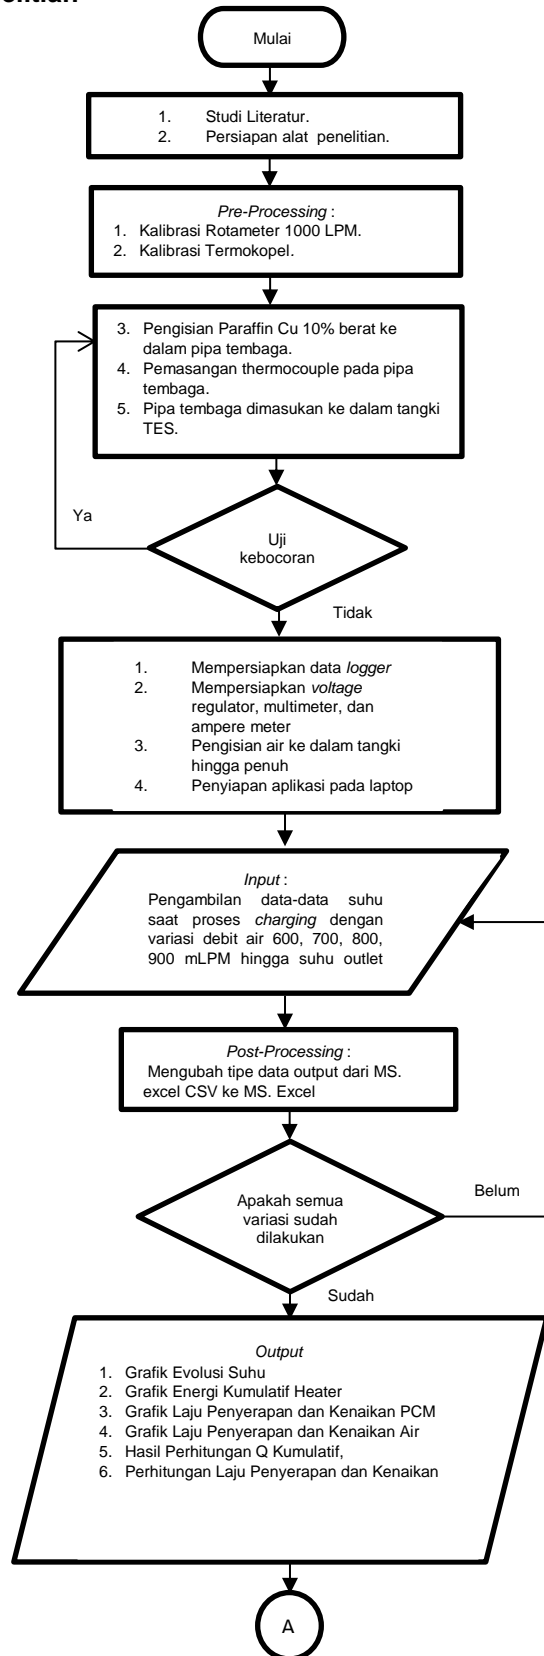 Mulai
1. Studi Literatur.
2. Persiapan alat penelitian.
Pre-Processing :
1. Kalibrasi Rotameter 1000 LPM.
2. Kalibrasi Termokopel.
3. Pengisian Paraffin Cu 10% berat ke
dalam pipa tembaga.
4. Pemasangan thermocouple pada pipa
tembaga.
5. Pipa tembaga dimasukan ke dalam tangki
TES.
Ya
Uji
kebocoran
Tidak
1. Mempersiapkan data logger
2. Mempersiapkan voltage
regulator, multimeter, dan
ampere meter
3. Pengisian air ke dalam tangki
hingga penuh
4. Penyiapan aplikasi pada laptop
Input :
Pengambilan data-data suhu
saat proses charging dengan
variasi debit air 600, 700, 800,
900 mLPM hingga suhu outlet
Post-Processing :
Mengubah tipe data output dari MS.
excel CSV ke MS. Excel
Apakah semua
variasi sudah
dilakukan
Belum
Sudah
Output
1. Grafik Evolusi Suhu
2. Grafik Energi Kumulatif Heater
3. Grafik Laju Penyerapan dan Kenaikan PCM
4. Grafik Laju Penyerapan dan Kenaikan Air
5. Hasil Perhitungan Q Kumulatif,
6. Perhitungan Laju Penyerapan dan Kenaikan
A